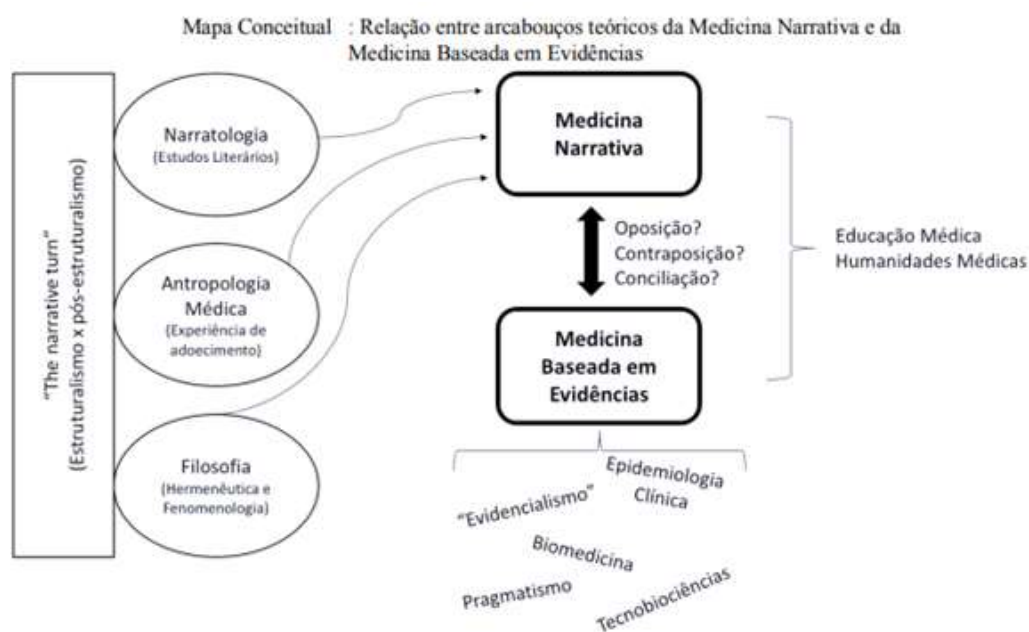 Mapa Conceitual : Relação entre arcabouços teóricos da Medicina Narrativa e da
Medicina Baseada em Evidências
"The narrative turn"
(Estruturalismo x pós-estruturalismo)
Narratologia
(Estudos Literários)
Antropologia
Médica
(Experiência de
adoecimento)
Filosofia
(Hermenêutica e
Fenomenologia)
Medicina
Narrativa
Oposição?
Contraposição?
Conciliação?
Medicina
Baseada em
Evidências
Educação Médica
Humanidades Médicas
Epidemiologia
Clínica
"Evidencialismo"
Biomedicina
Pragmatismo
Tecnobiociências